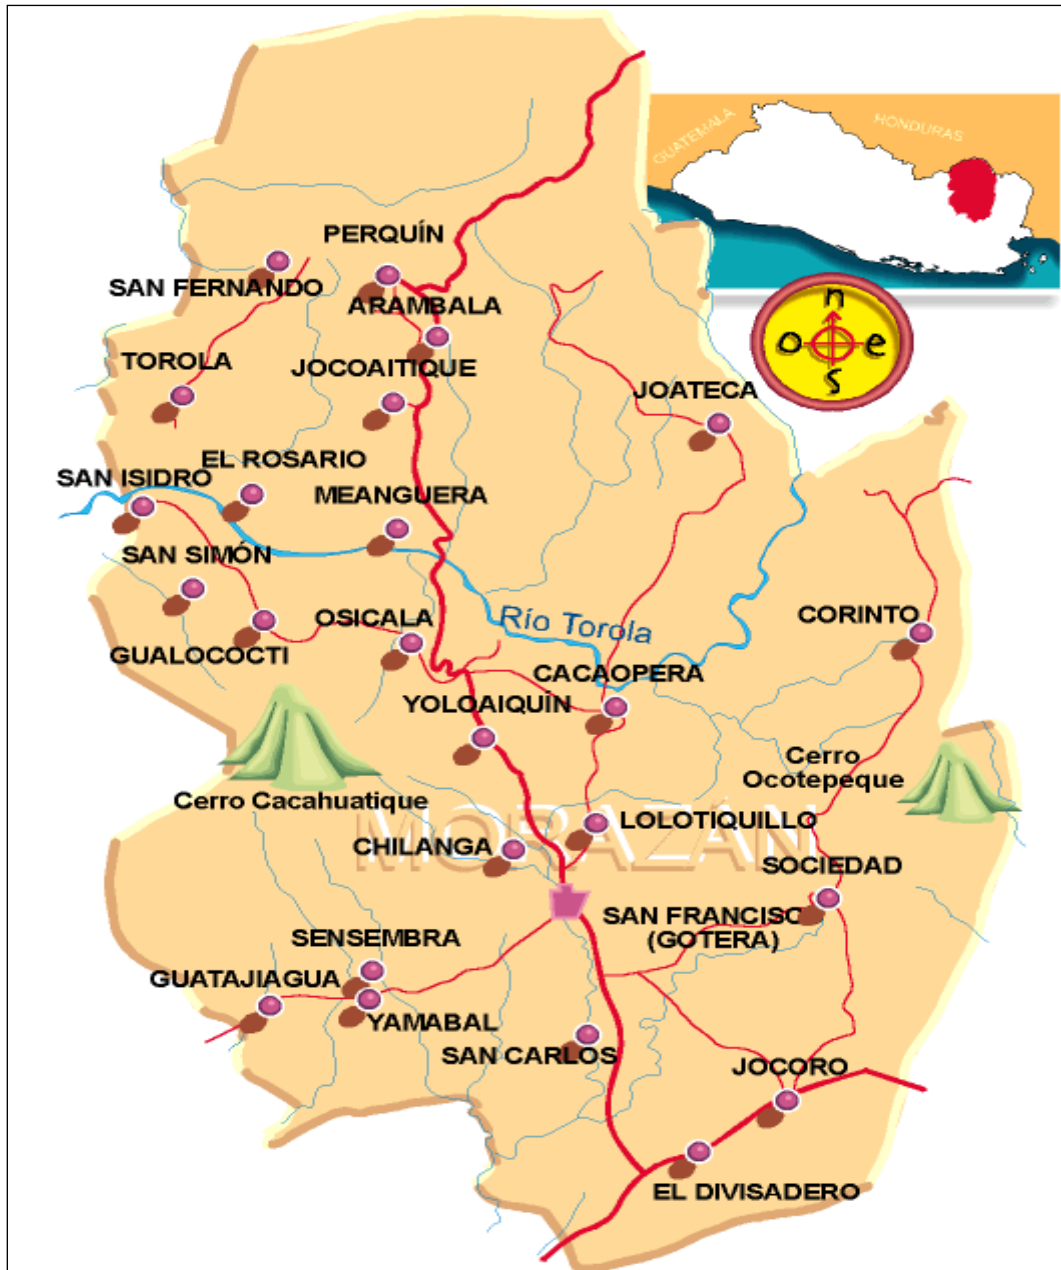 GUATEMALA
HONDURAS
n
o e
s
PERQUÍN
SAN FERNANDO
ARAMBALA
TOROLA
JOCOAITIQUE
JOATECA
EL ROSARIO
SAN ISIDRO
MEANGUERA
SAN SIMÓN
OSICALA
Río Torola
CORINTO
GUALOCOCTI
CACAOPERA
YOLOAIQUÍN
Cerro
Ocotepeque
Cerro Cacahuatique
MORAZÁN
LOLOTIQUILLO
CHILANGA
SOCIEDAD
SAN FRANCISCO
(GOTERA)
SENSEMBRA
GUATAJIAGUA
YAMABAL
SAN CARLOS
JOCORO
EL DIVISADERO